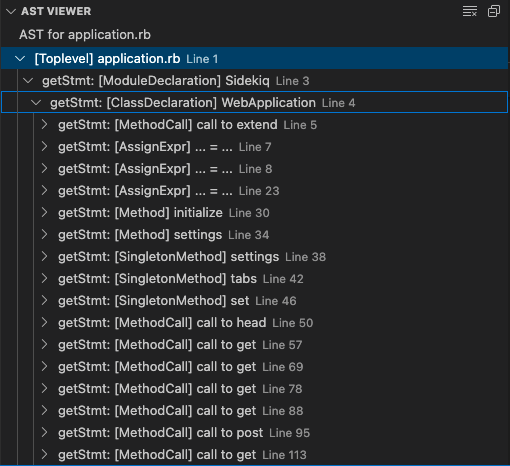 AST VIEWER
AST for application.rb
[Toplevel] application.rb Line 1
getStmt: [ModuleDeclaration] Sidekiq Line 3
getStmt: [ClassDeclaration] WebApplication Line 4
getStmt: [MethodCall] call to extend Line 5
getStmt: [AssignExpr] ... = ... Line 7
getStmt: [AssignExpr] ... = ... Line 8
getStmt: [AssignExpr] ... = ... Line 23
getStmt: [Method] initialize Line 30
getStmt: [Method] settings Line 34
getStmt: [SingletonMethod] settings Line 38
getStmt: [SingletonMethod] tabs Line 42
getStmt: [SingletonMethod] set Line 46
getStmt: [MethodCall] call to head Line 50
getStmt: [MethodCall] call to get Line 57
getStmt: [MethodCall] call to get Line 69
getStmt: [MethodCall] call to get Line 78
getStmt: [MethodCall] call to get Line 88
getStmt: [MethodCall] call to post Line 95
getStmt: [MethodCall] call to get Line 113